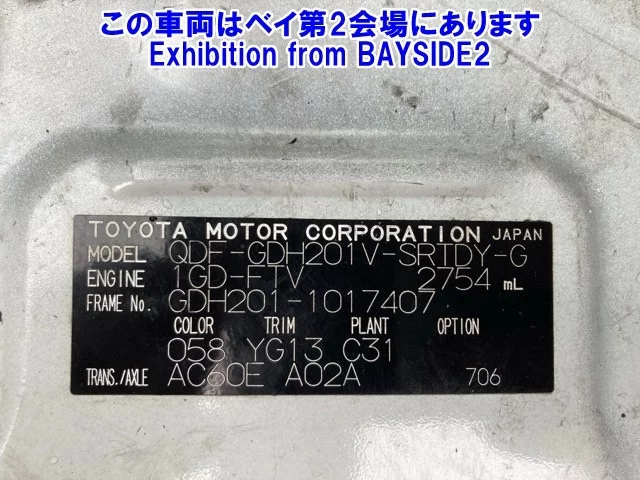 この車両はベイ第2会場にあります
Exhibition from BAYSIDE2
TOYOTA MOTOR CORPORATION JAPAN
MODEL QDF-GDH201V-SRTDY-G
ENGINE 1GD-FTV 2754 mL
FRAME No. GDH201-1017407
COLOR TRIM PLANT OPTION
058 YG13 C31
TRANS./AXLE AC60E A02A 706